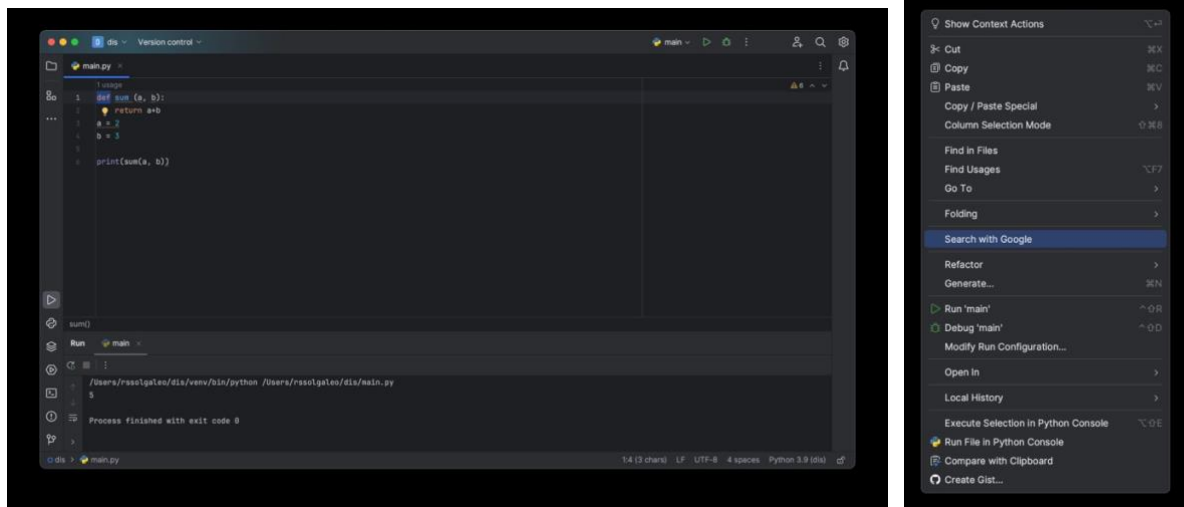 D dis Version control
main
main.py
1 usage
6
1 def sum (a, b):
2 return a+b
3 a = 2
4 b = 3
5
6 print(sum(a, b))
sum()
Run main
/Users/rssolgaleo/dis/venv/bin/python /Users/rssolgaleo/dis/main.py
5
Process finished with exit code 0
dis > main.py
1:4 (3 chars) LF UTF-8 4 spaces Python 3.9 (dis)
Show Context Actions ⌥⏎
Cut ⌘X
Copy ⌘C
Paste ⌘V
Copy / Paste Special >
Column Selection Mode ⇧⌘8
Find in Files
Find Usages ⌥F7
Go To >
Folding >
Search with Google
Refactor >
Generate... ⌘N
Run 'main' ^⇧R
Debug 'main' ^⇧D
Modify Run Configuration...
Open In >
Local History >
Execute Selection in Python Console ⌥⇧E
Run File in Python Console
Compare with Clipboard
Create Gist...